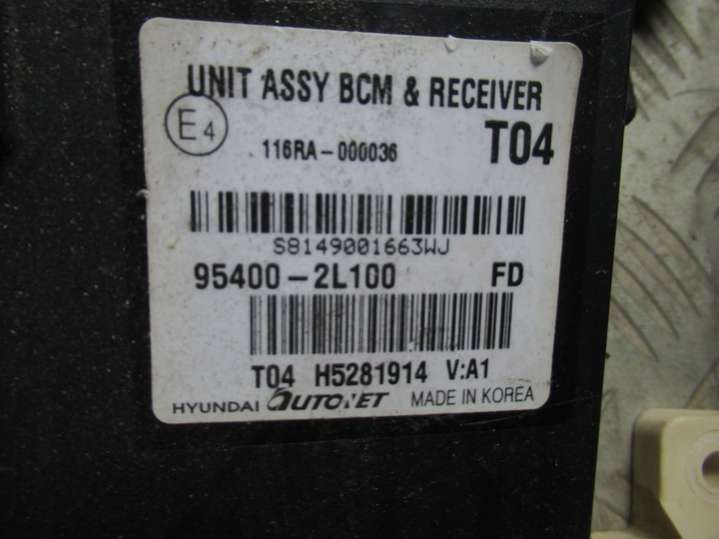 UNIT ASSY BCM & RECEIVER
E4
116RA-000036 T04
S8149001663WJ
95400-2L100 FD
T04 H5281914 V:A1
HYUNDAI AUTONET MADE IN KOREA